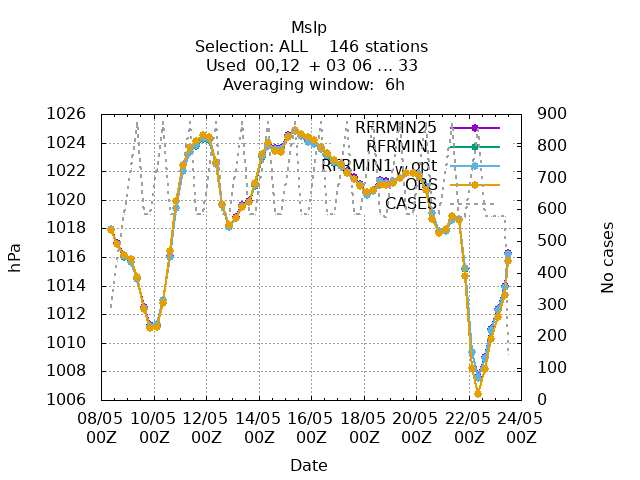 Mslp
Selection: ALL    146 stations
Used  00,12  + 03 06 ... 33
Averaging window:  6h
1026
1024
1022
1020
1018
1016
1014
1012
1010
1008
1006
hPa
900
800
700
600
500
400
300
200
100
0
No cases
RFRMIN25
RFRMIN1
RFRMIN1γ,opt
OBS
CASES
08/05 10/05 12/05 14/05 16/05 18/05 20/05 22/05 24/05
00Z 00Z 00Z 00Z 00Z 00Z 00Z 00Z 00Z
Date